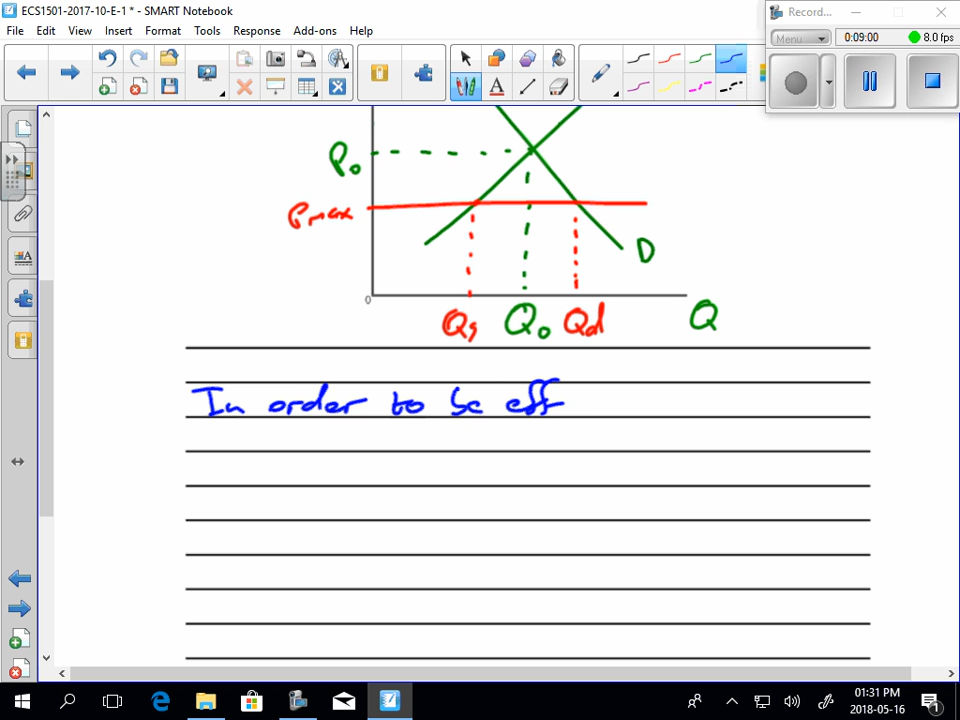 ECS1501-2017-10-E-1 * - SMART Notebook
File Edit View Insert Format Tools Response Add-ons Help
Record...
Menu 0:09:00 8.0 fps
P₀
Pmax
D
0
Qs Q₀ Qd Q
In order to be eff
01:31 PM
2018-05-16
1